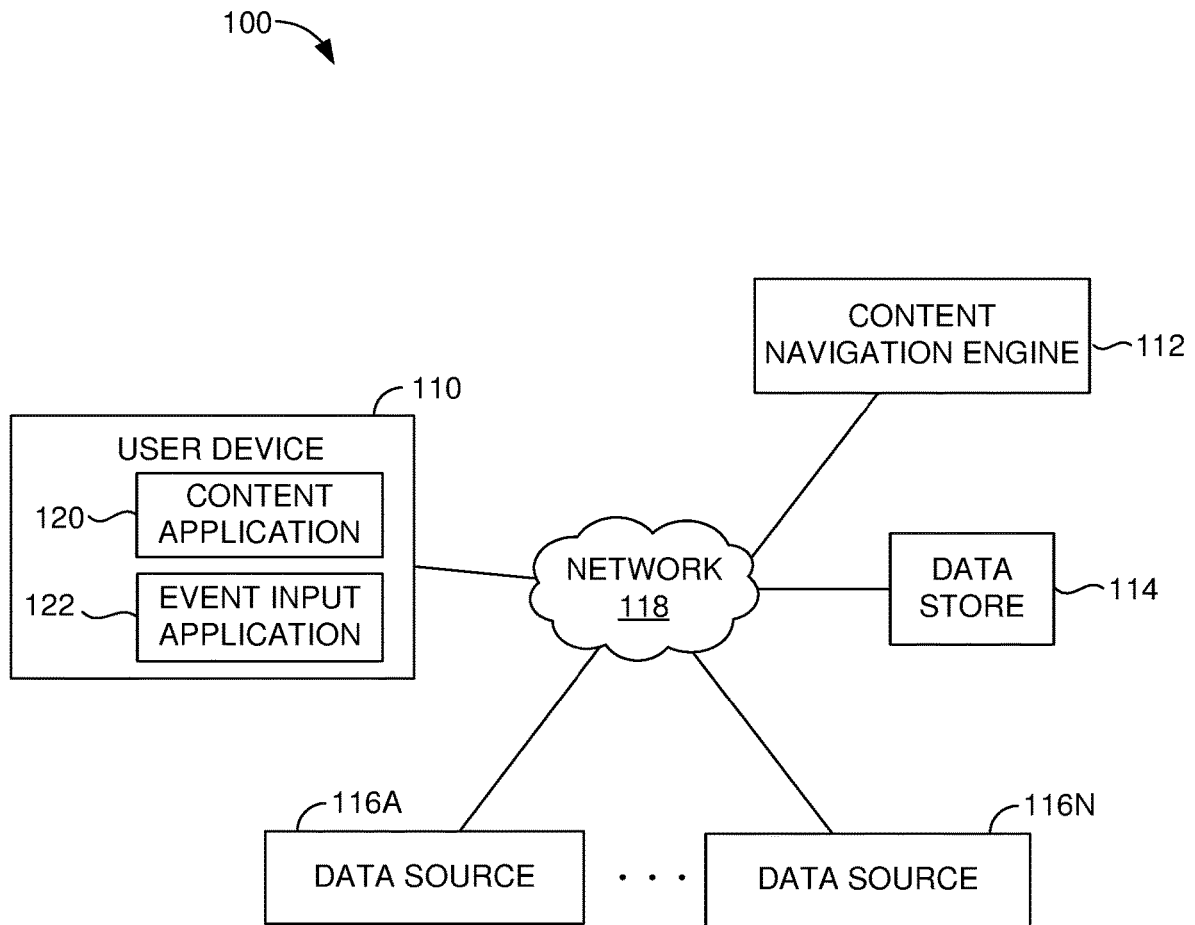 100
CONTENT
NAVIGATION ENGINE
112
110
USER DEVICE
CONTENT
APPLICATION
120
EVENT INPUT
APPLICATION
122
NETWORK
118
DATA
STORE
114
116A
DATA SOURCE
. . .
116N
DATA SOURCE